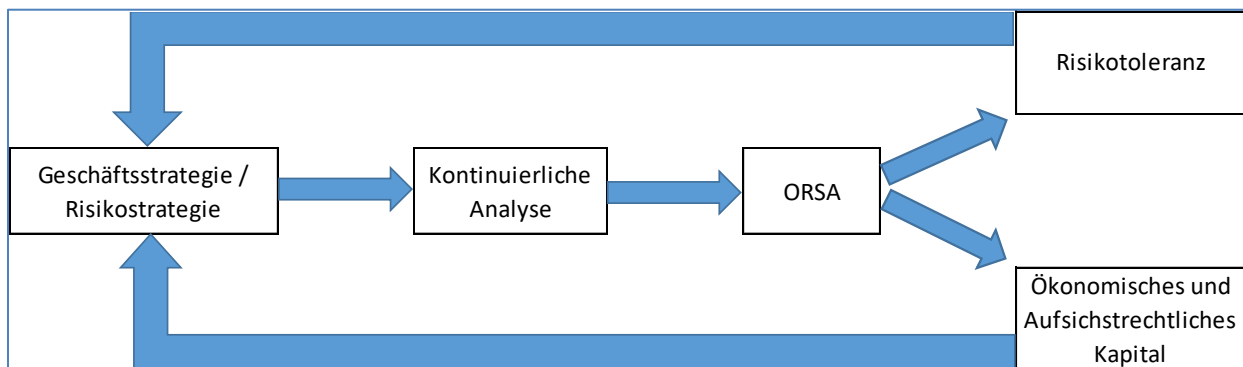 Risikotoleranz
Geschäftsstrategie /
Risikostrategie
Kontinuierliche
Analyse
ORSA
Ökonomisches und
Aufsichstrechtliches
Kapital